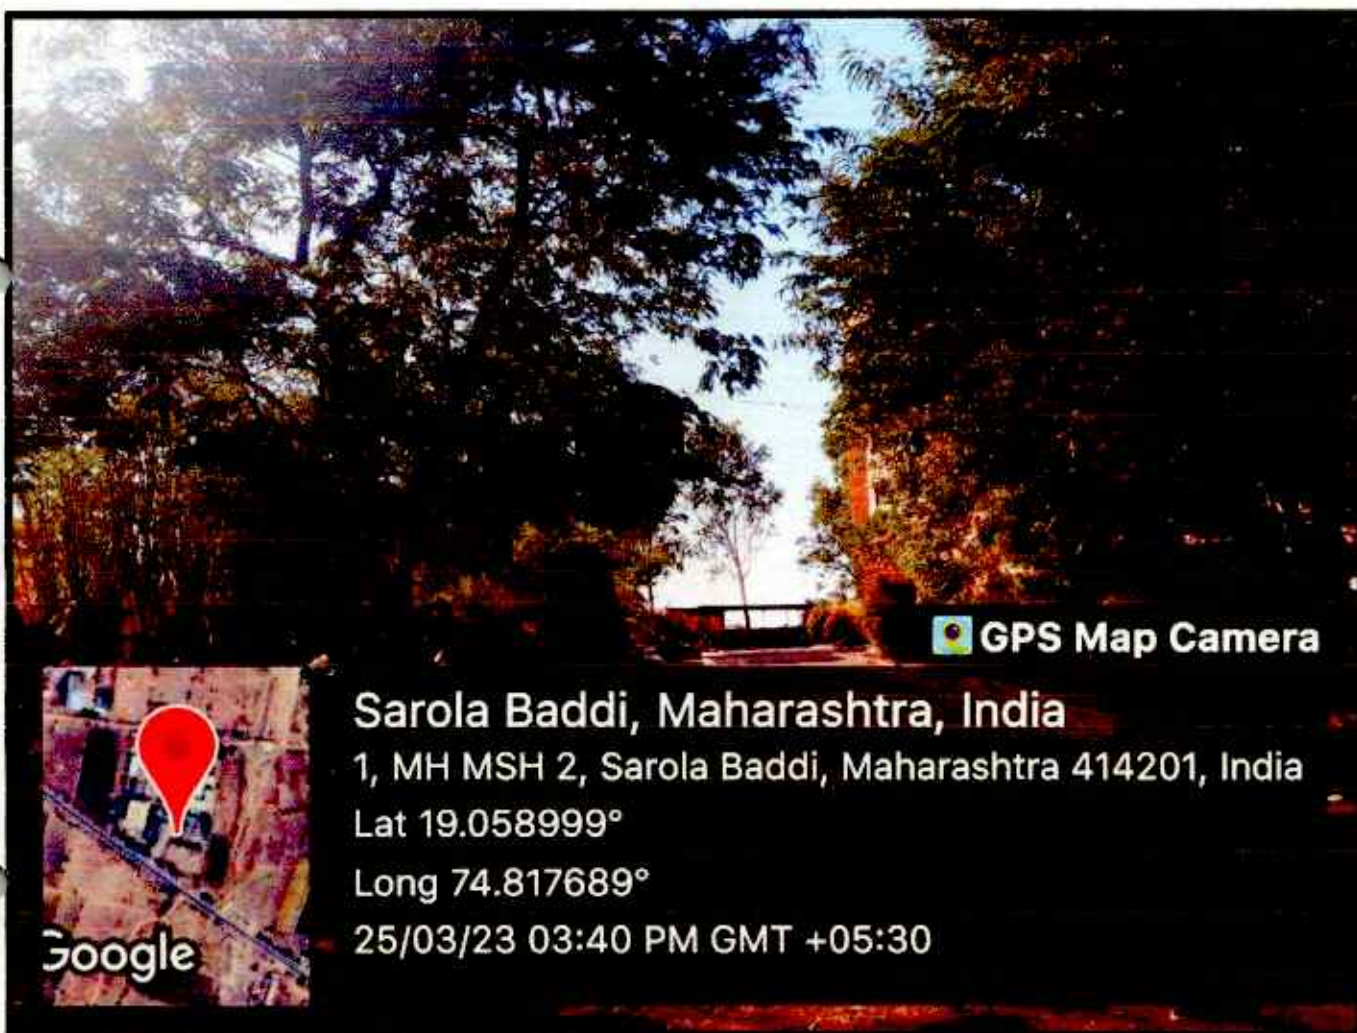 GPS Map Camera
Sarola Baddi, Maharashtra, India
1, MH MSH 2, Sarola Baddi, Maharashtra 414201, India
Lat 19.058999°
Long 74.817689°
25/03/23 03:40 PM GMT +05:30
Google